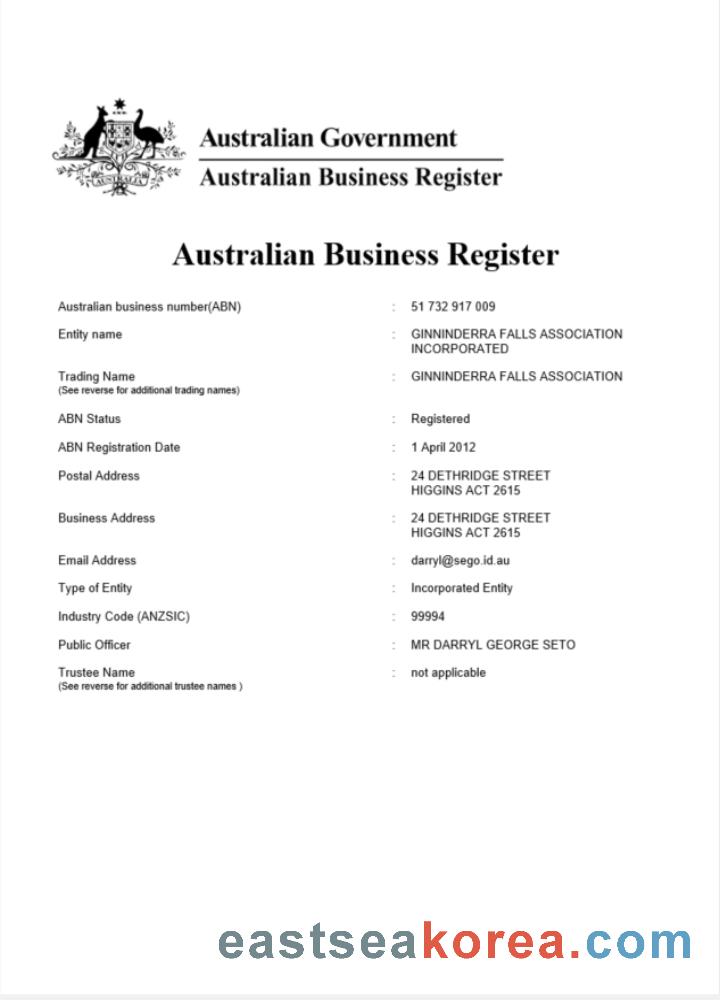 AUSTRALIA
Australian Government
Australian Business Register
Australian Business Register
Australian business number(ABN) : 51 732 917 009
Entity name : GINNINDERRA FALLS ASSOCIATION
INCORPORATED
Trading Name : GINNINDERRA FALLS ASSOCIATION
(See reverse for additional trading names)
ABN Status : Registered
ABN Registration Date : 1 April 2012
Postal Address : 24 DETHRIDGE STREET
HIGGINS ACT 2615
Business Address : 24 DETHRIDGE STREET
HIGGINS ACT 2615
Email Address : darryl@sego.id.au
Type of Entity : Incorporated Entity
Industry Code (ANZSIC) : 99994
Public Officer : MR DARRYL GEORGE SETO
Trustee Name : not applicable
(See reverse for additional trustee names )
eastseakorea.com